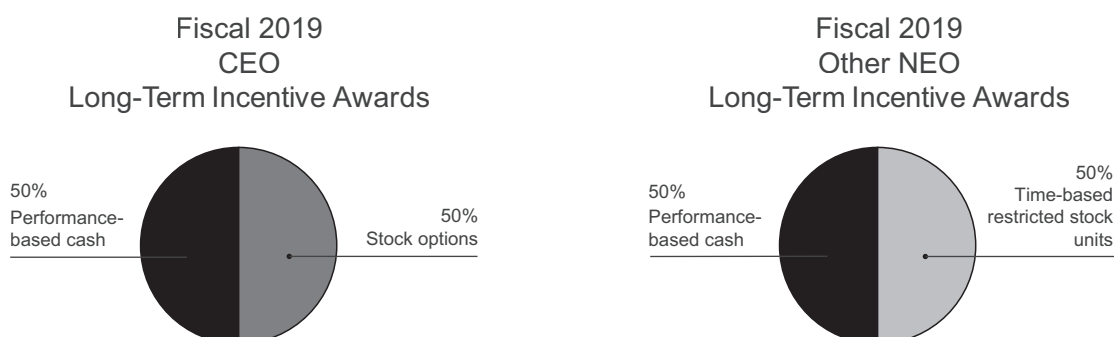 Fiscal 2019
CEO
Long-Term Incentive Awards
50%
Performance-
based cash
50%
Stock options
Fiscal 2019
Other NEO
Long-Term Incentive Awards
50%
Performance-
based cash
50%
Time-based
restricted stock
units